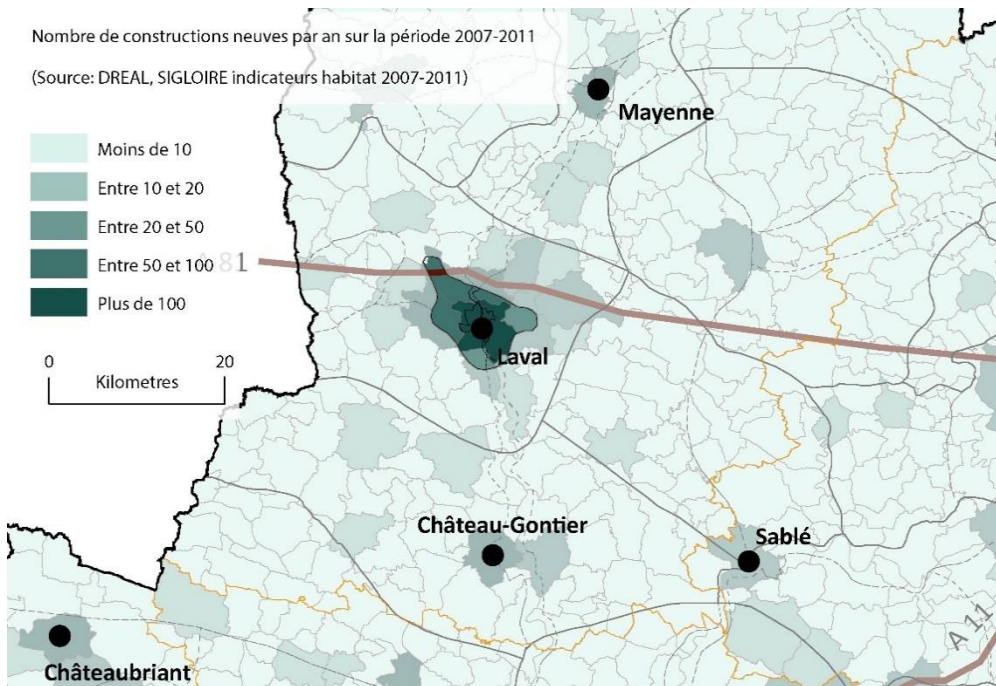 Nombre de constructions neuves par an sur la période 2007-2011
(Source: DREAL, SIGLOIRE indicateurs habitat 2007-2011)
Moins de 10
Entre 10 et 20
Entre 20 et 50
Entre 50 et 100
Plus de 100
0 20
Kilometres
A 81
Mayenne
Laval
Château-Gontier
Sablé
Châteaubriant
A 11